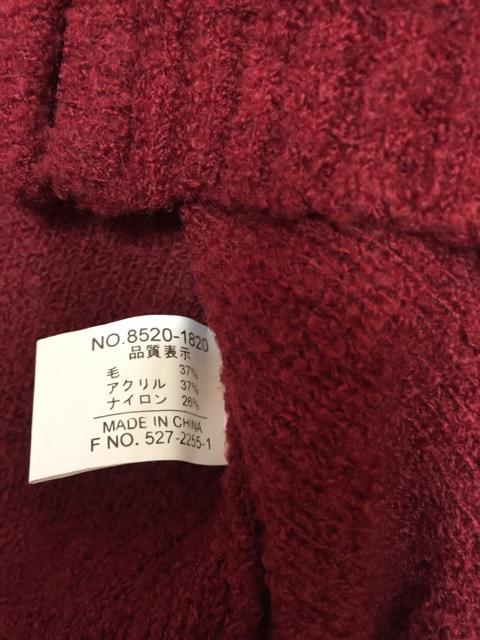 NO.8520-1820
品質表示
毛 37%
アクリル 37%
ナイロン 26%
MADE IN CHINA
F NO. 527-2255-1